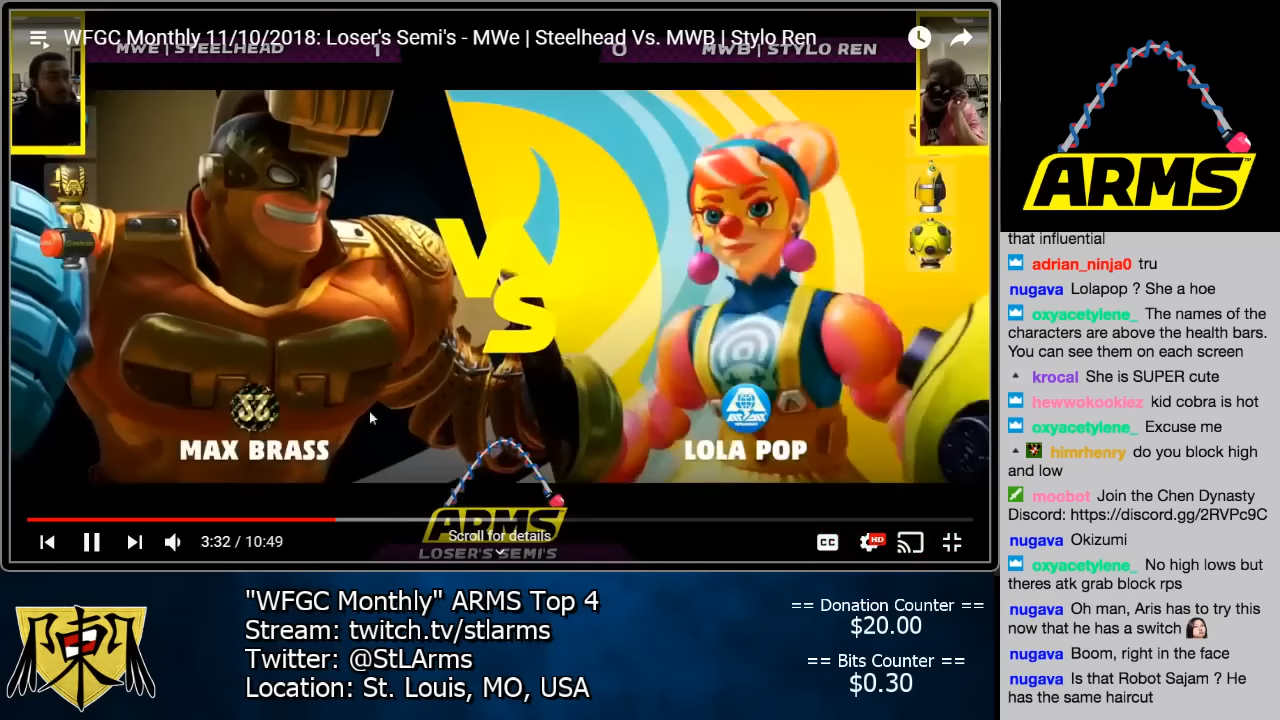 WFGC Monthly 11/10/2018: Loser's Semi's - MWe | Steelhead Vs. MWB | Stylo Ren
MWE | STEELHEAD 1 0 MWB | STYLO REN
VS
MAX BRASS
LOLA POP
ARMS
Scroll for details
LOSER'S SEMI'S
3:32 / 10:49
CC
HD
ARMS™
that influential
adrian_ninja0 tru
nugava Lolapop ? She a hoe
oxyacetylene_ The names of the
characters are above the health bars.
You can see them on each screen
krocal She is SUPER cute
hewwokookiez kid cobra is hot
oxyacetylene_ Excuse me
himrhenry do you block high
and low
moobot Join the Chen Dynasty
Discord: https://discord.gg/2RVPc9C
nugava Okizumi
oxyacetylene_ No high lows but
theres atk grab block rps
nugava Oh man, Aris has to try this
now that he has a switch
nugava Boom, right in the face
nugava Is that Robot Sajam ? He
has the same haircut
"WFGC Monthly" ARMS Top 4
Stream: twitch.tv/stlarms
Twitter: @StLArms
Location: St. Louis, MO, USA
== Donation Counter ==
$20.00
== Bits Counter ==
$0.30